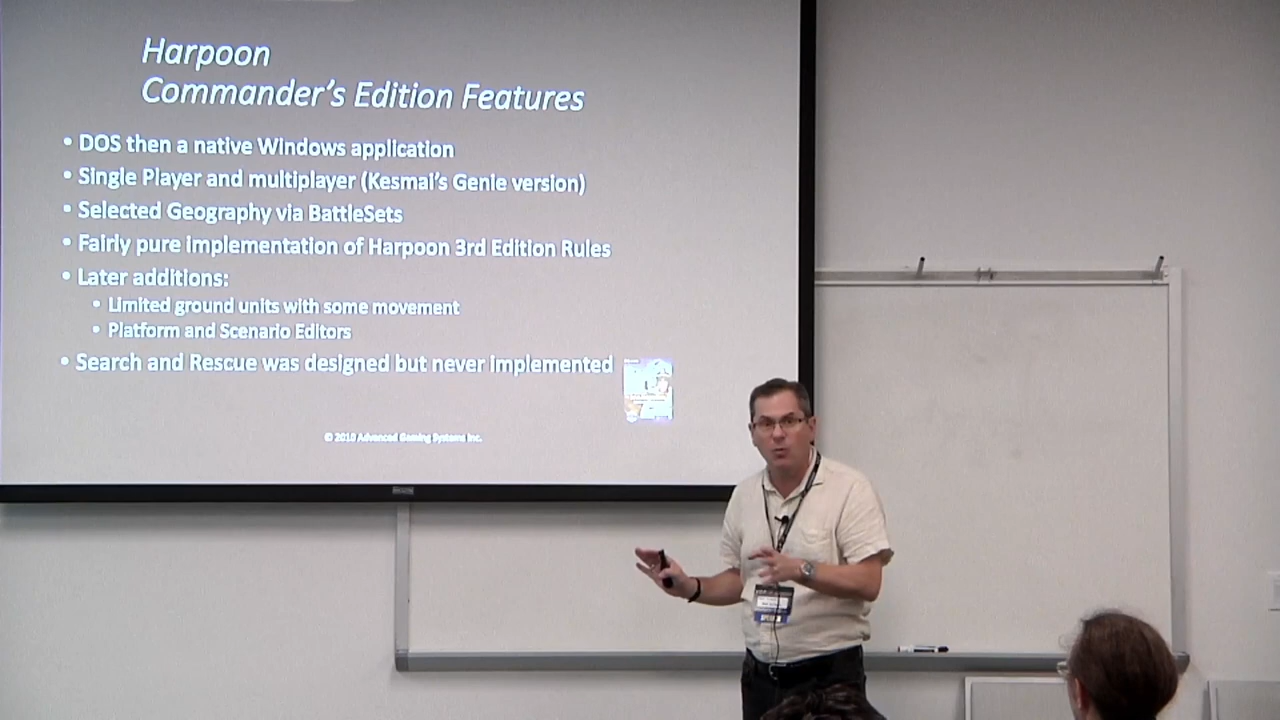 Harpoon
Commander's Edition Features
• DOS then a native Windows application
• Single Player and multiplayer (Kesmai's Genie version)
• Selected Geography via BattleSets
• Fairly pure implementation of Harpoon 3rd Edition Rules
• Later additions:
• Limited ground units with some movement
• Platform and Scenario Editors
• Search and Rescue was designed but never implemented
© 2018 Advanced Gaming Systems Inc.
SPEAKER